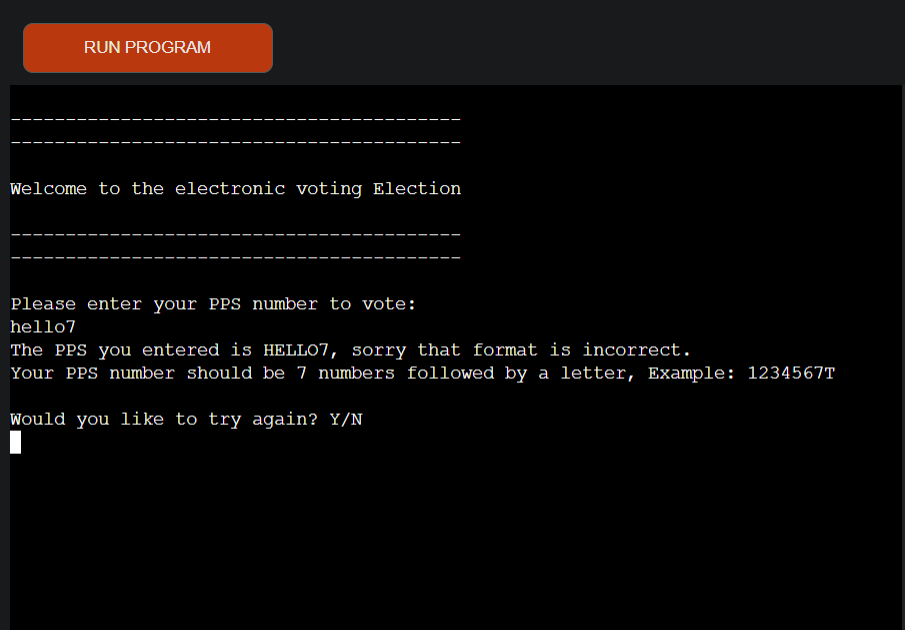 RUN PROGRAM
-----------------------------------------
-----------------------------------------
Welcome to the electronic voting Election
-----------------------------------------
-----------------------------------------
Please enter your PPS number to vote:
hello7
The PPS you entered is HELLO7, sorry that format is incorrect.
Your PPS number should be 7 numbers followed by a letter, Example: 1234567T
Would you like to try again? Y/N